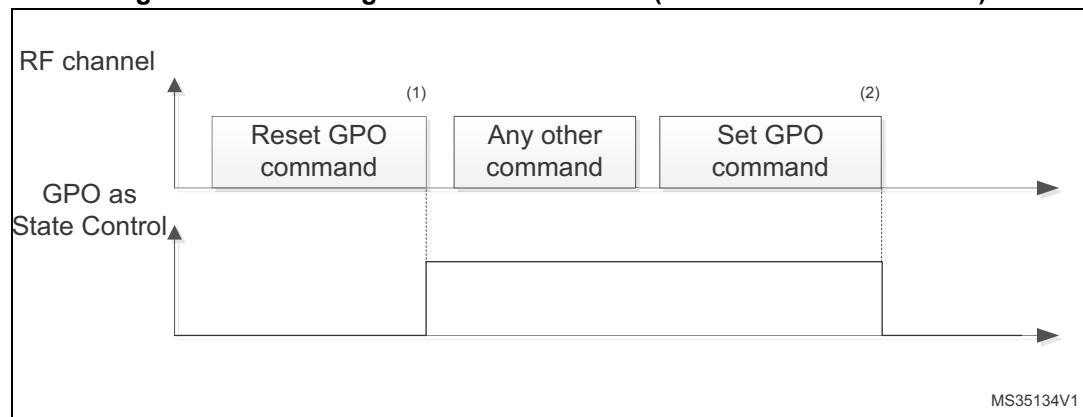 RF channel
(1)
(2)
Reset GPO
command
Any other
command
Set GPO
command
GPO as
State Control
MS35134V1